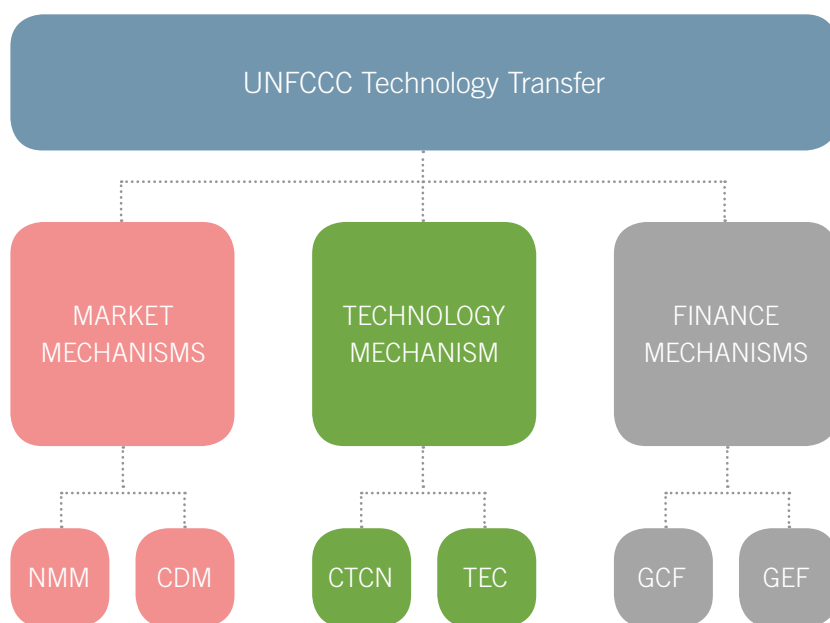 UNFCCC Technology Transfer
MARKET
MECHANISMS
TECHNOLOGY
MECHANISM
FINANCE
MECHANISMS
NMM
CDM
CTCN
TEC
GCF
GEF